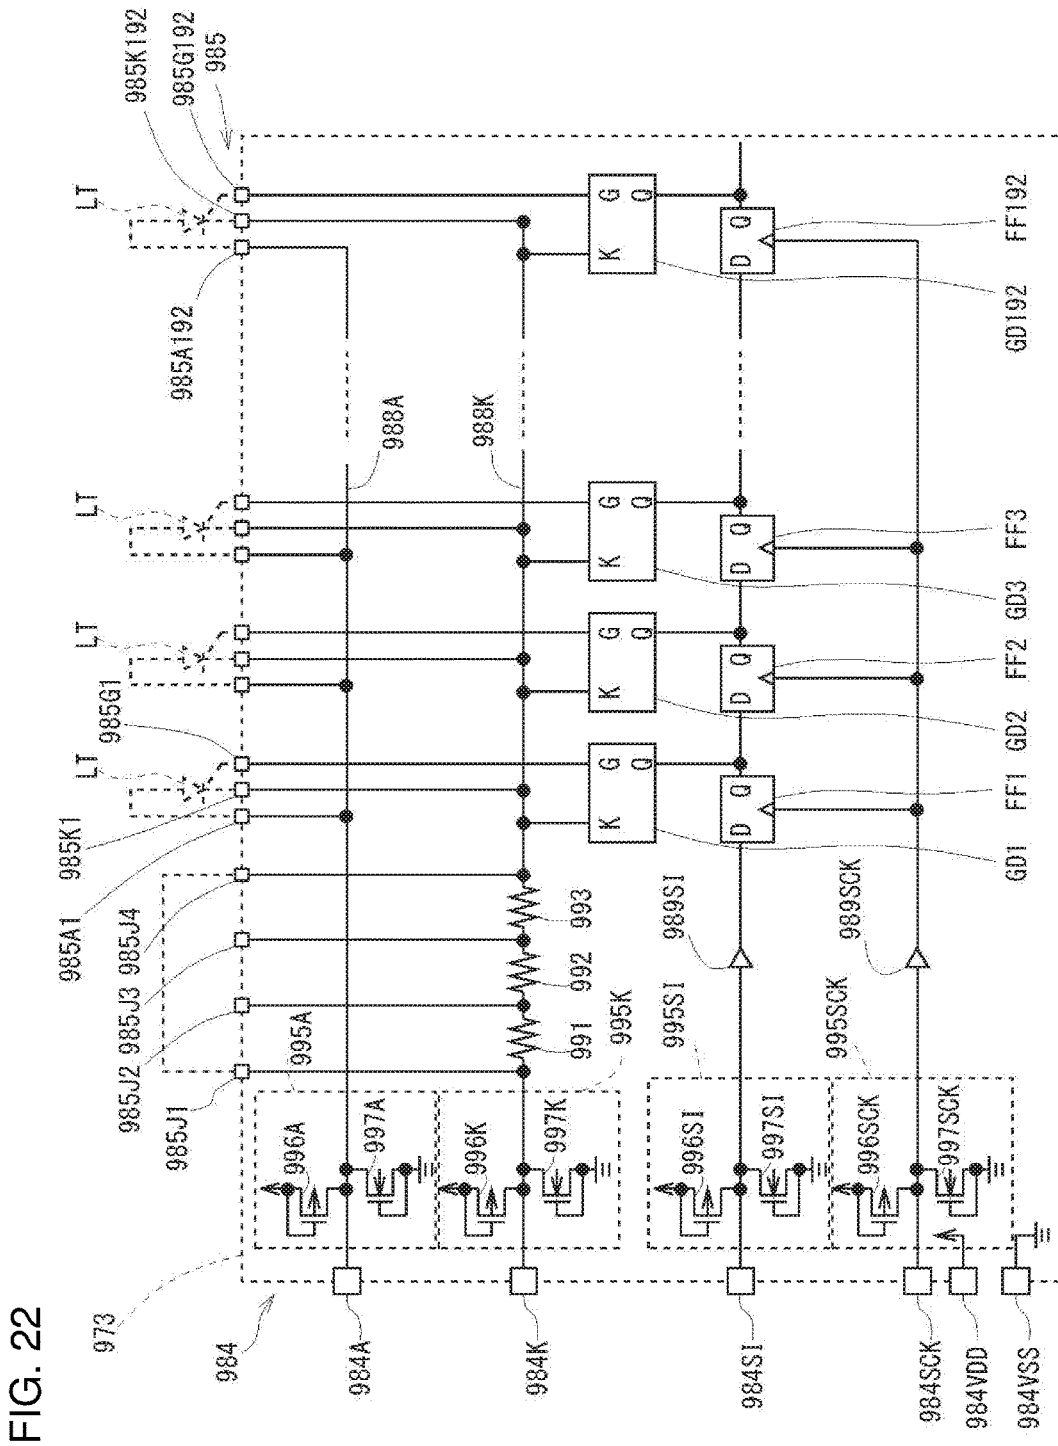 FIG. 22
973
984
984A
984K
984SI
984SCK
984VDD
984VSS
985J1
985J2
985J3
985J4
985A1
985K1
985G1
LT
LT
LT
LT
985A192
985K192
985G192
985
995A
996A
997A
995K
996K
997K
995SI
996SI
997SI
995SCK
996SCK
997SCK
991
992
993
988A
988K
989SI
989SCK
K G
Q
K G
Q
K G
Q
K G
Q
D Q
D Q
D Q
D Q
GD1
FF1
GD2
FF2
GD3
FF3
GD192
FF192